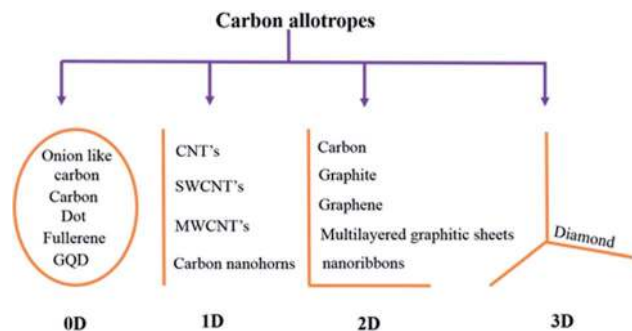 Carbon allotropes
Onion like
carbon
Carbon
Dot
Fullerene
GQD
CNT's
SWCNT's
MWCNT's
Carbon nanohorns
Carbon
Graphite
Graphene
Multilayered graphitic sheets
nanoribbons
Diamond
0D
1D
2D
3D